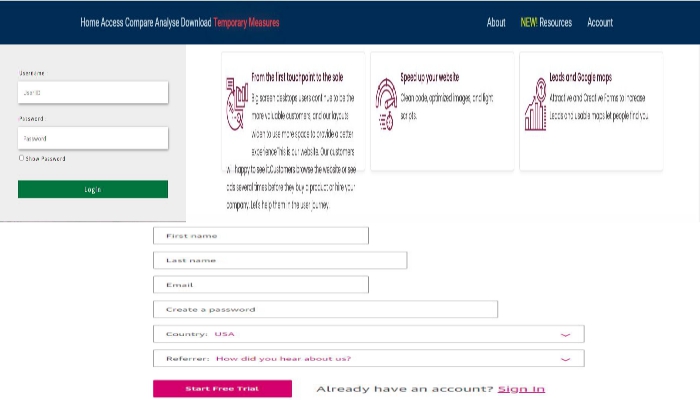 Home Access Compare Analyse Download Temporary Measures
About NEW! Resources Account
Username
User ID
Password
Password
Show Password
Log In
From the first touchpoint to the sale
Big screen desktops users continue to be the
more valuable customers, and our layouts
widen to use more space to provide a better
experience This is our website. Our customers
will happy to see it.Customers browse the website or see
ads several times before they buy a product or hire your
company. Let's help them in the user journey.
Speed up your website
Clean code, optimized images, and light
scripts.
Leads and Google maps
Attractive and Creative Forms to increase
Leads and usable maps let people find you.
First name
Last name
Email
Create a password
Country: USA
Referrer: How did you hear about us?
Start Free Trial
Already have an account? Sign In